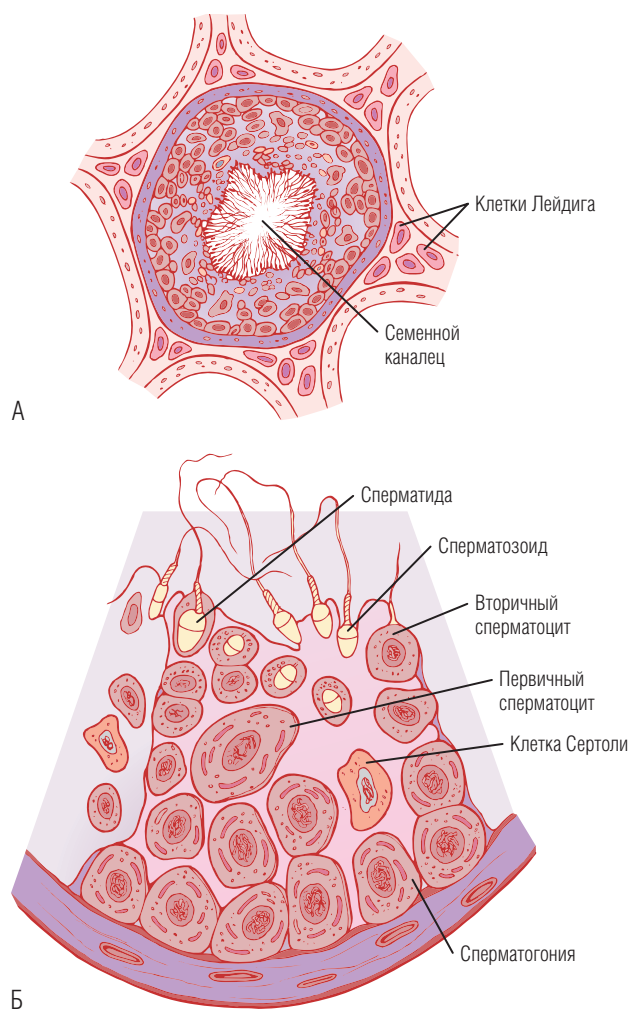 Клетки Лейдига
Семенной
каналец
А
Сперматида
Сперматозоид
Вторичный
сперматоцит
Первичный
сперматоцит
Клетка Сертоли
Сперматогония
Б